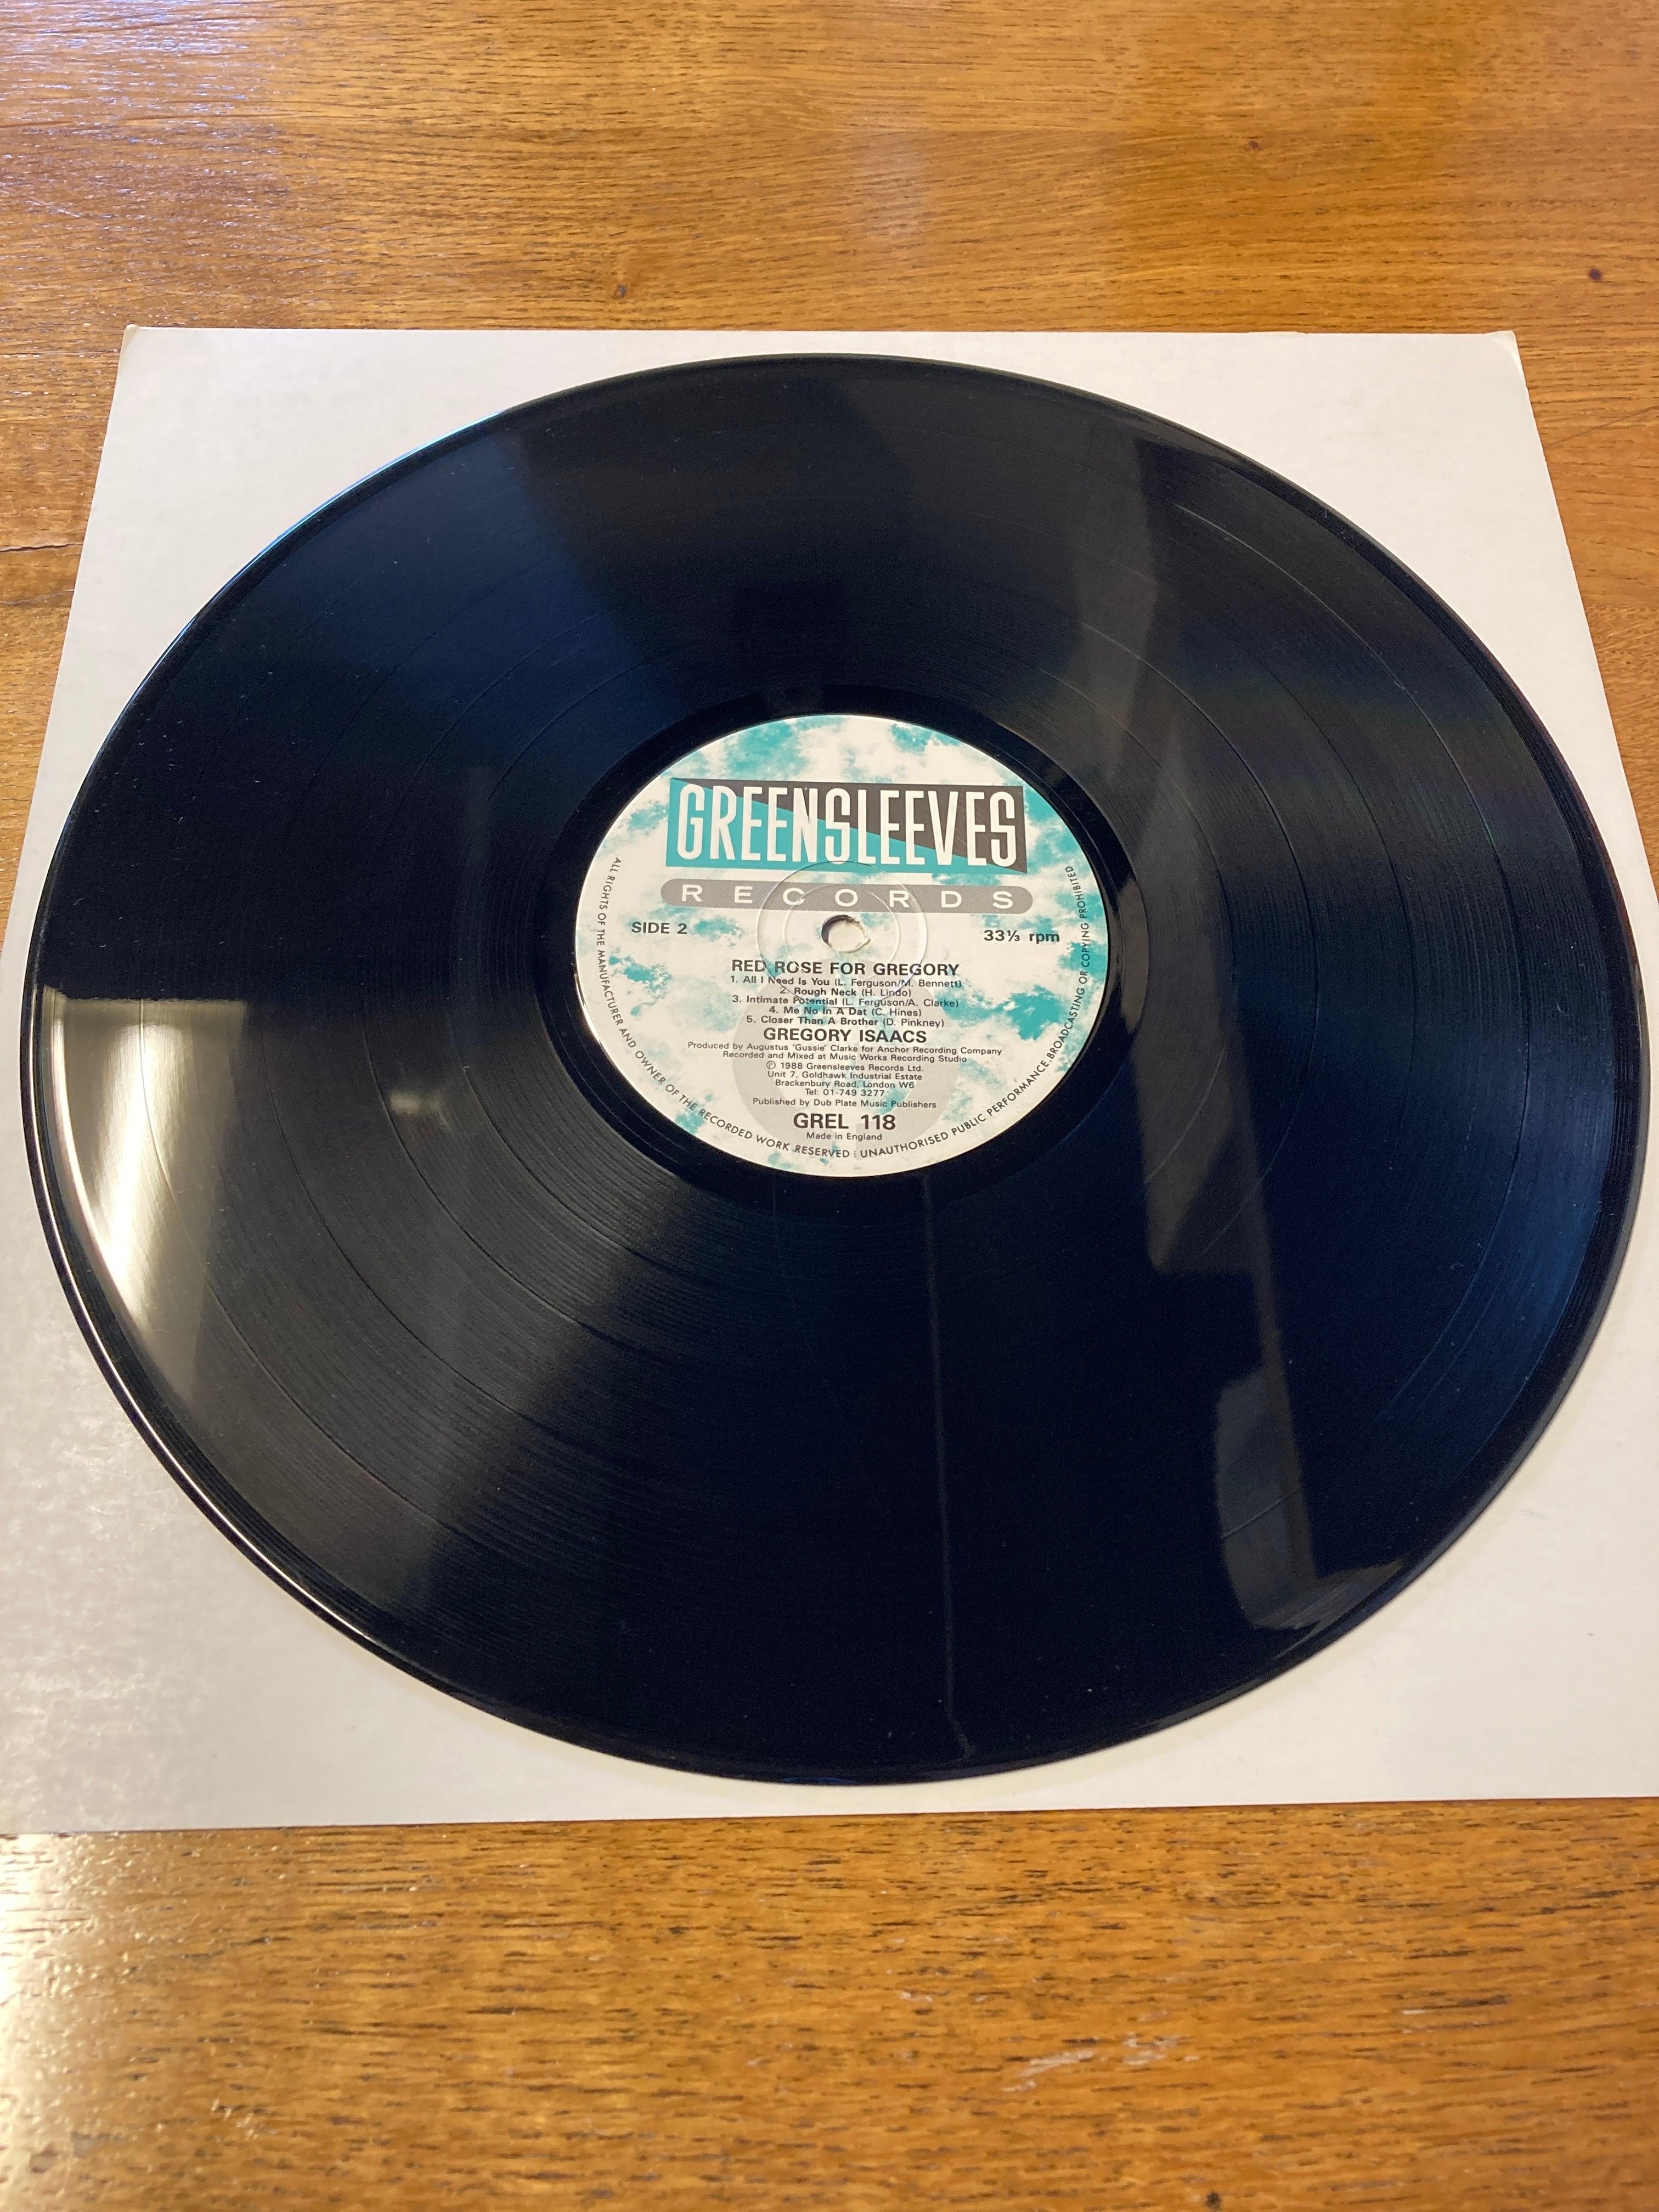 GREENSLEEVES
RECORDS
SIDE 2
33⅓ rpm
RED ROSE FOR GREGORY
1. All I Need Is You (L. Ferguson/M. Bennett)
2. Rough Neck (H. Lindo)
3. Intimate Potential (L. Ferguson/A. Clarke)
4. Me No In A Dat (C. Hines)
5. Closer Than A Brother (D. Pinkney)
GREGORY ISAACS
Produced by Augustus 'Gussie' Clarke for Anchor Recording Company
Recorded and Mixed at Music Works Recording Studio
℗ 1988 Greensleeves Records Ltd.
Unit 7, Goldhawk Industrial Estate
Brackenbury Road, London W6
Tel: 01-749 3277
Published by Dub Plate Music Publishers
GREL 118
Made in England
ALL RIGHTS OF THE MANUFACTURER AND OWNER OF THE RECORDED WORK RESERVED : UNAUTHORISED PUBLIC PERFORMANCE, BROADCASTING OR COPYING PROHIBITED